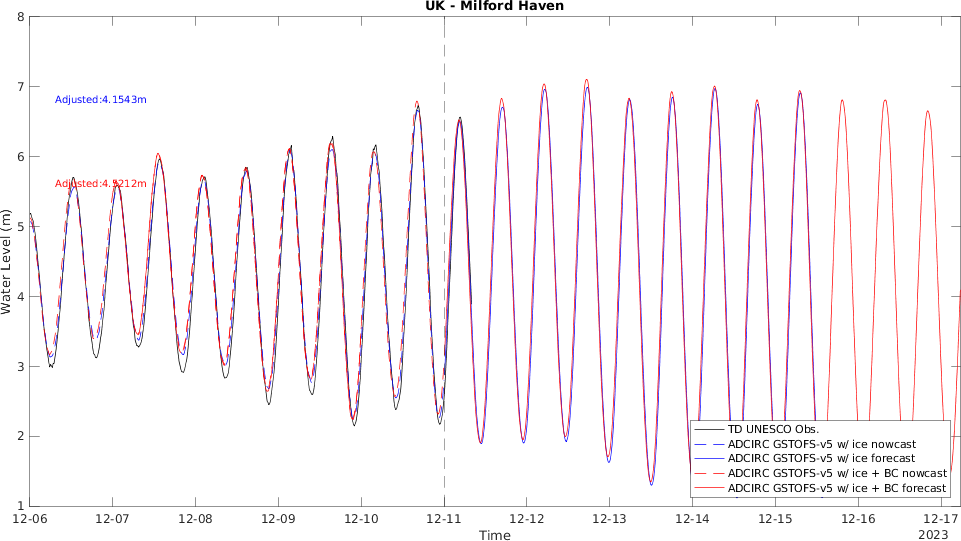 UK - Milford Haven
8
7
6
5
4
3
2
1
Water Level (m)
Adjusted:4.1543m
Adjusted:4.5212m
TD UNESCO Obs.
ADCIRC GSTOFS-v5 w/ ice nowcast
ADCIRC GSTOFS-v5 w/ ice forecast
ADCIRC GSTOFS-v5 w/ ice + BC nowcast
ADCIRC GSTOFS-v5 w/ ice + BC forecast
12-06 12-07 12-08 12-09 12-10 12-11 12-12 12-13 12-14 12-15 12-16 12-17
Time
2023